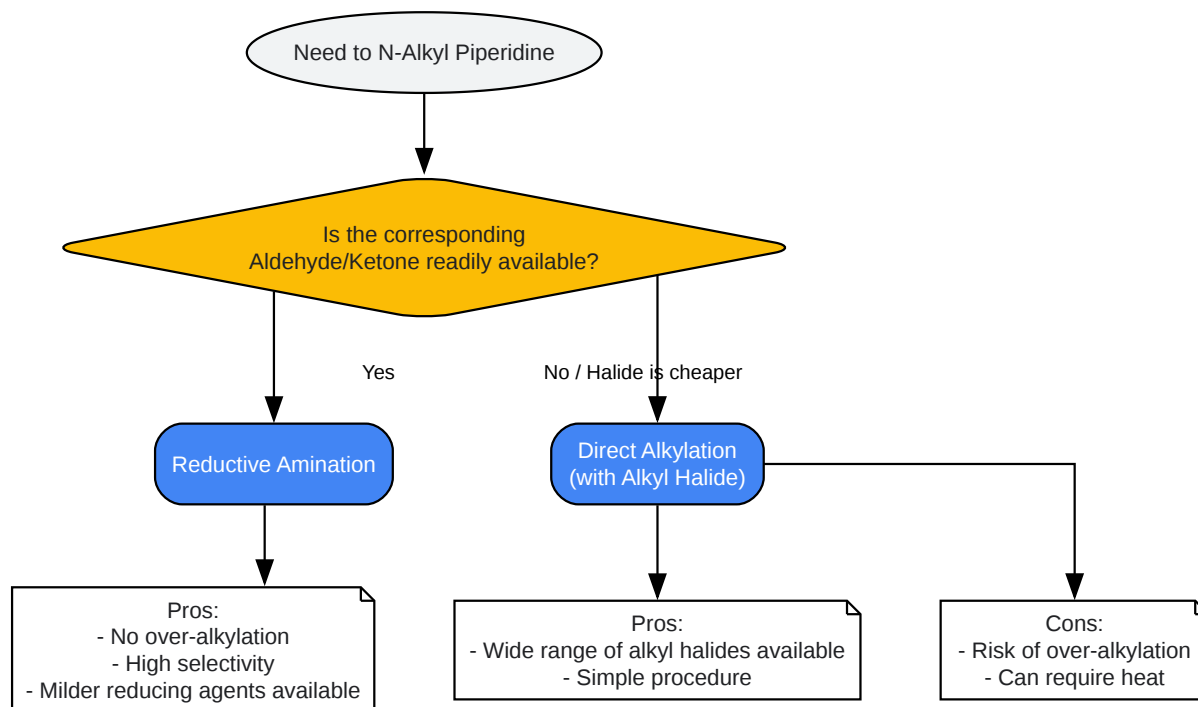 Need to N-Alkyl Piperidine
Is the corresponding
Aldehyde/Ketone readily available?
Yes
No / Halide is cheaper
Reductive Amination
Direct Alkylation
(with Alkyl Halide)
Pros:
- No over-alkylation
- High selectivity
- Milder reducing agents available
Pros:
- Wide range of alkyl halides available
- Simple procedure
Cons:
- Risk of over-alkylation
- Can require heat